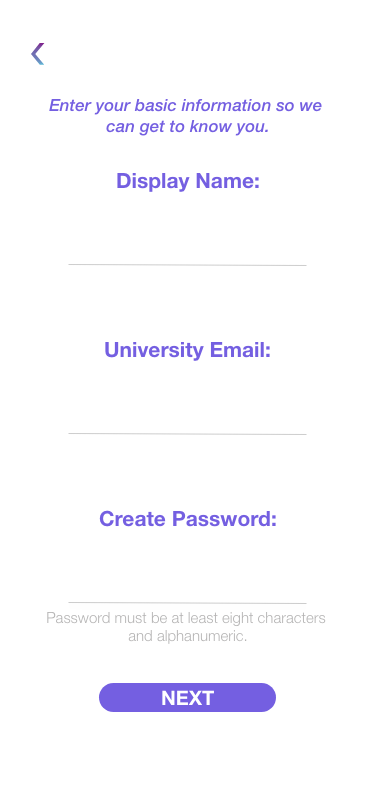 Enter your basic information so we
can get to know you.
Display Name:
University Email:
Create Password:
Password must be at least eight characters
and alphanumeric.
NEXT